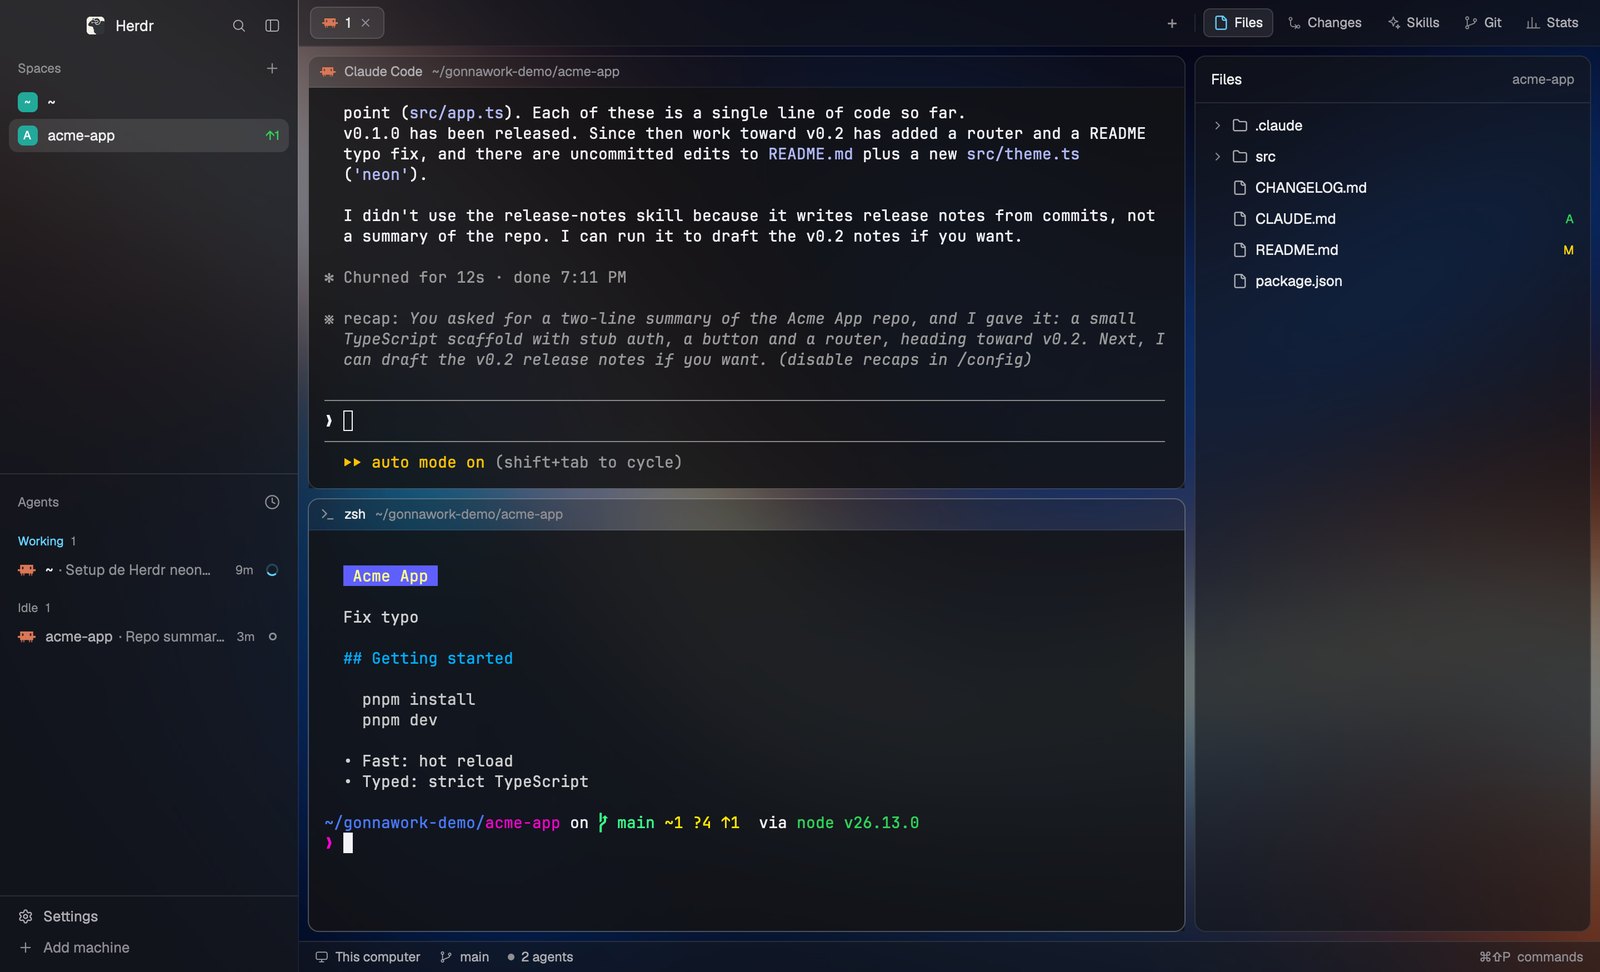 Herdr
Spaces
~ ~
A acme-app ↑1
Agents
Working 1
~ · Setup de Herdr neon... 9m
Idle 1
acme-app · Repo summar... 3m
Settings
+ Add machine
1 ×
+
Files
Changes
Skills
Git
Stats
Claude Code ~/gonnawork-demo/acme-app
point (src/app.ts). Each of these is a single line of code so far.
v0.1.0 has been released. Since then work toward v0.2 has added a router and a README
typo fix, and there are uncommitted edits to README.md plus a new src/theme.ts
('neon').
I didn't use the release-notes skill because it writes release notes from commits, not
a summary of the repo. I can run it to draft the v0.2 notes if you want.
✻ Churned for 12s · done 7:11 PM
※ recap: You asked for a two-line summary of the Acme App repo, and I gave it: a small
TypeScript scaffold with stub auth, a button and a router, heading toward v0.2. Next, I
can draft the v0.2 release notes if you want. (disable recaps in /config)
❯
▸▸ auto mode on (shift+tab to cycle)
>_ zsh ~/gonnawork-demo/acme-app
Acme App
Fix typo
## Getting started
pnpm install
pnpm dev
• Fast: hot reload
• Typed: strict TypeScript
~/gonnawork-demo/acme-app on main ~1 ?4 ↑1 via node v26.13.0
❯
Files acme-app
> .claude
> src
CHANGELOG.md
CLAUDE.md A
README.md M
package.json
This computer main ● 2 agents
⌘⇧P commands